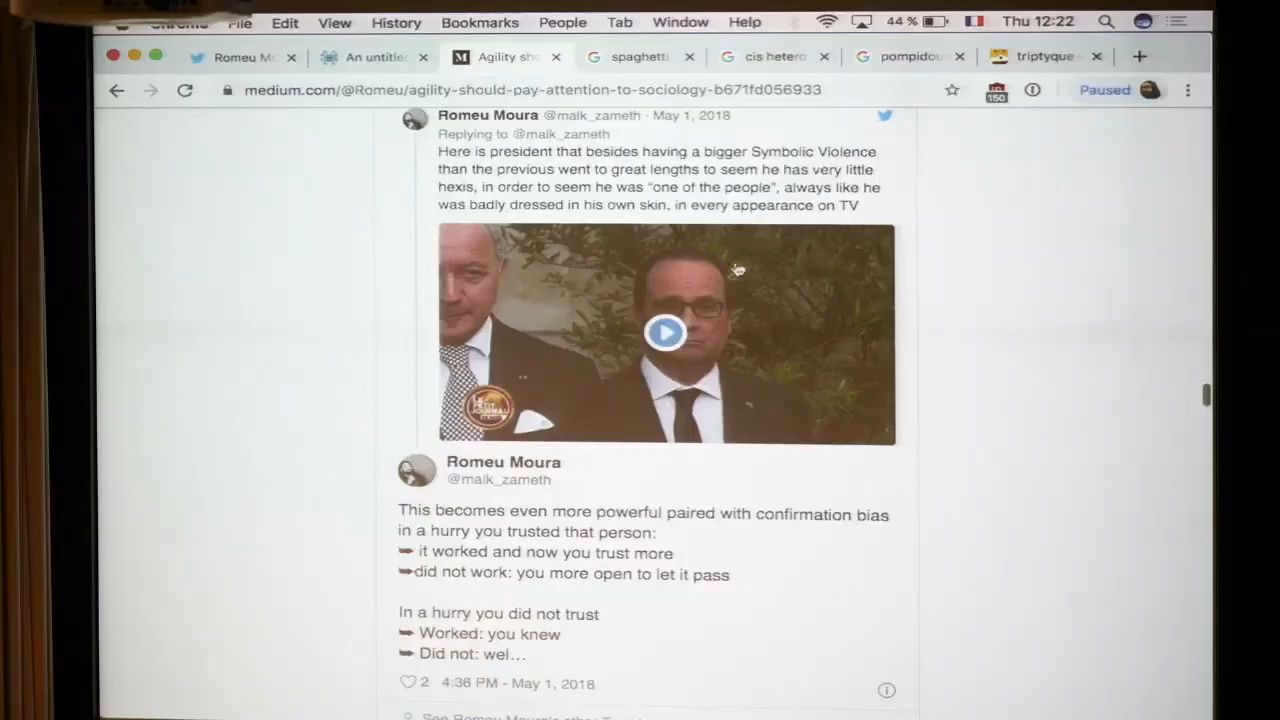 File Edit View History Bookmarks People Tab Window Help 44 % Thu 12:22
Romeu M An untitle Agility sh spaghetti cis hetero pompidou triptyque
medium.com/@Romeu/agility-should-pay-attention-to-sociology-b671fd056933 150 Paused
Romeu Moura @malk_zameth · May 1, 2018
Replying to @malk_zameth
Here is president that besides having a bigger Symbolic Violence
than the previous went to great lengths to seem he has very little
hexis, in order to seem he was “one of the people”, always like he
was badly dressed in his own skin, in every appearance on TV
LE
PETIT
JOURNAL
Romeu Moura
@malk_zameth
This becomes even more powerful paired with confirmation bias
in a hurry you trusted that person:
➥ it worked and now you trust more
➥did not work: you more open to let it pass
In a hurry you did not trust
➥ Worked: you knew
➥ Did not: wel…
2 4:36 PM - May 1, 2018